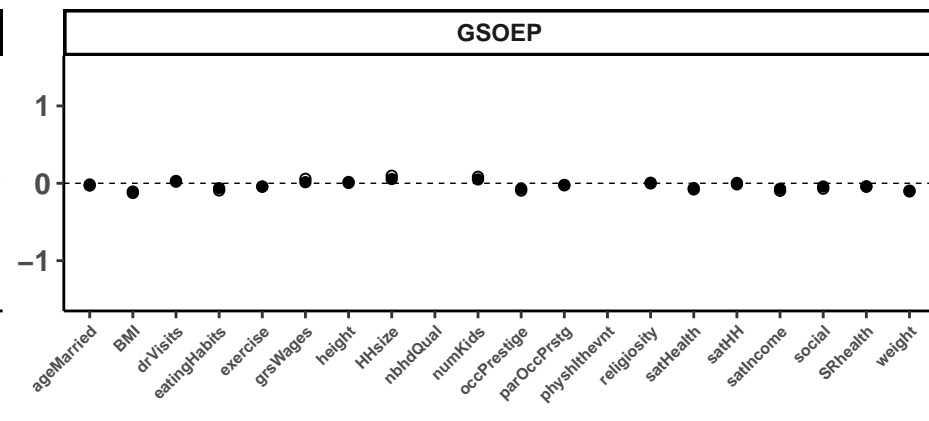 GSOEP
1
0
−1
ageMarried
BMI
drVisits
eatingHabits
exercise
grsWages
height
HHsize
nbhdQual
numKids
occPrestige
parOccPrstg
physhlthevnt
religiosity
satHealth
satHH
satIncome
social
SRhealth
weight